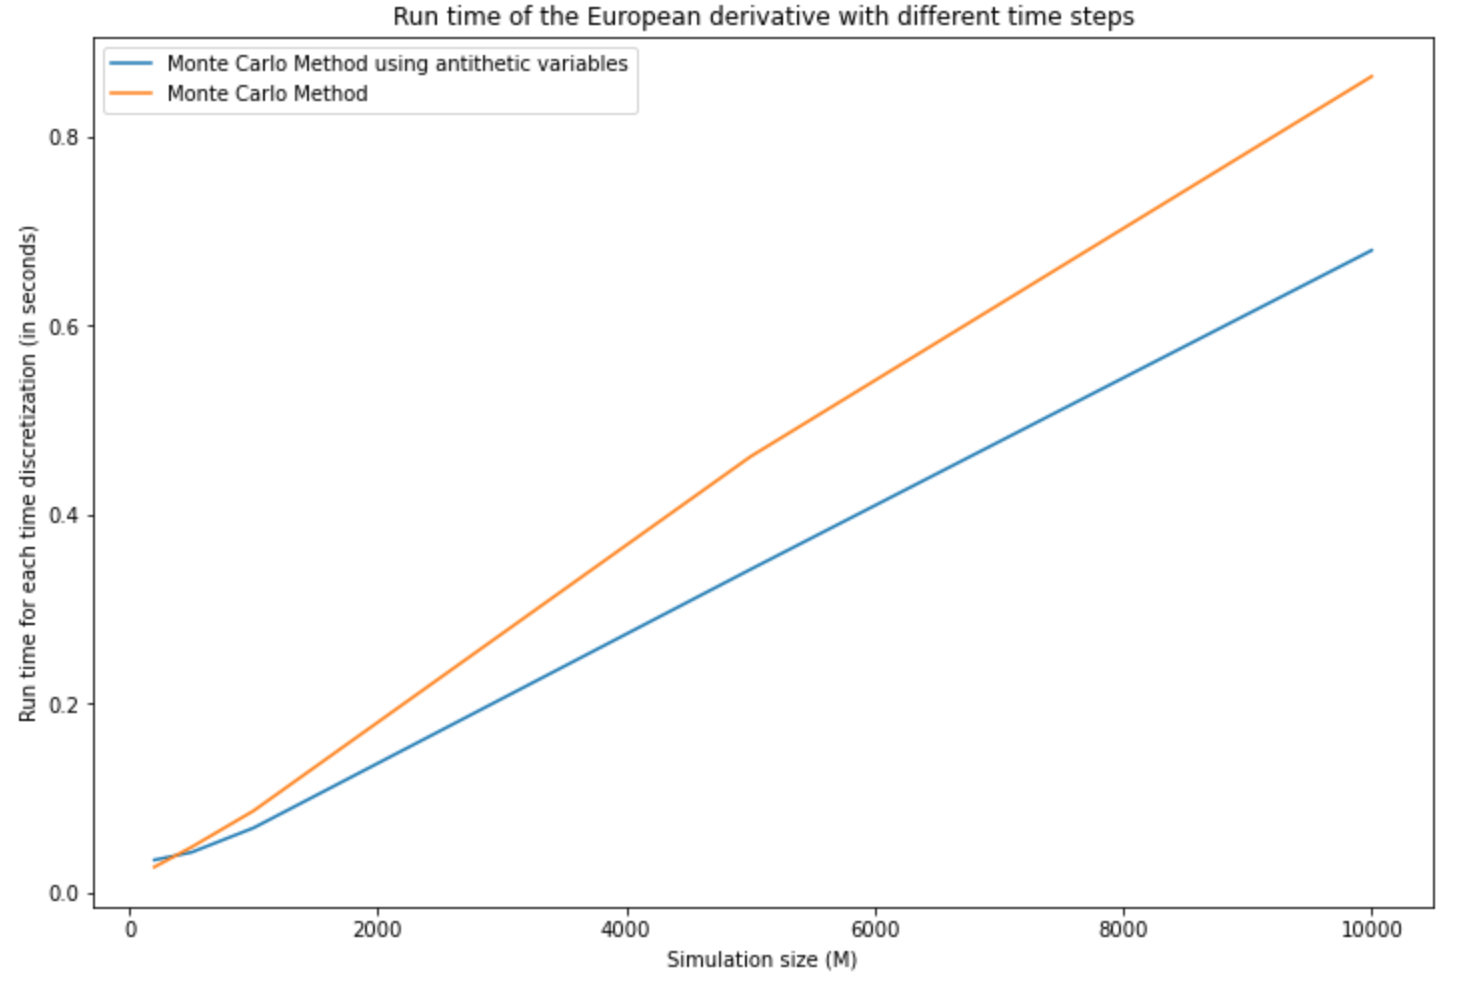 Run time of the European derivative with different time steps
Monte Carlo Method using antithetic variables
Monte Carlo Method
Run time for each time discretization (in seconds)
0.8
0.6
0.4
0.2
0.0
0 2000 4000 6000 8000 10000
Simulation size (M)